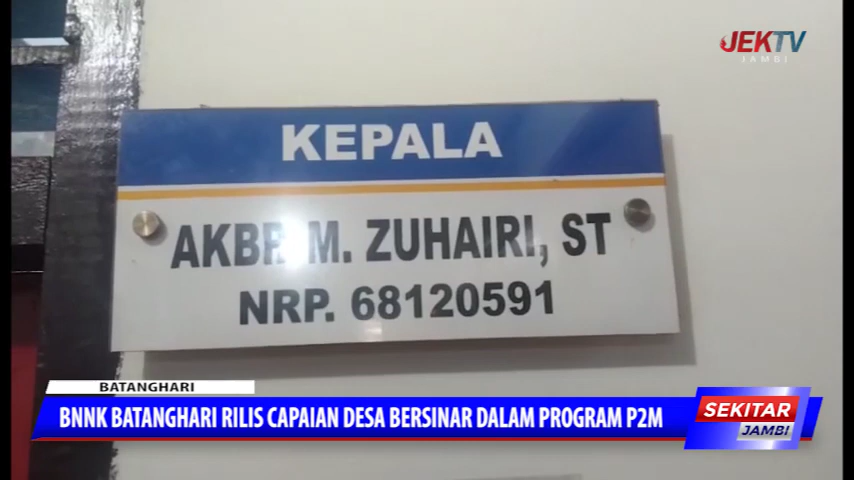 JEKTV
JAMBI
KEPALA
AKBP M. ZUHAIRI, ST
NRP. 68120591
BATANGHARI
BNNK BATANGHARI RILIS CAPAIAN DESA BERSINAR DALAM PROGRAM P2M
SEKITAR
JAMBI